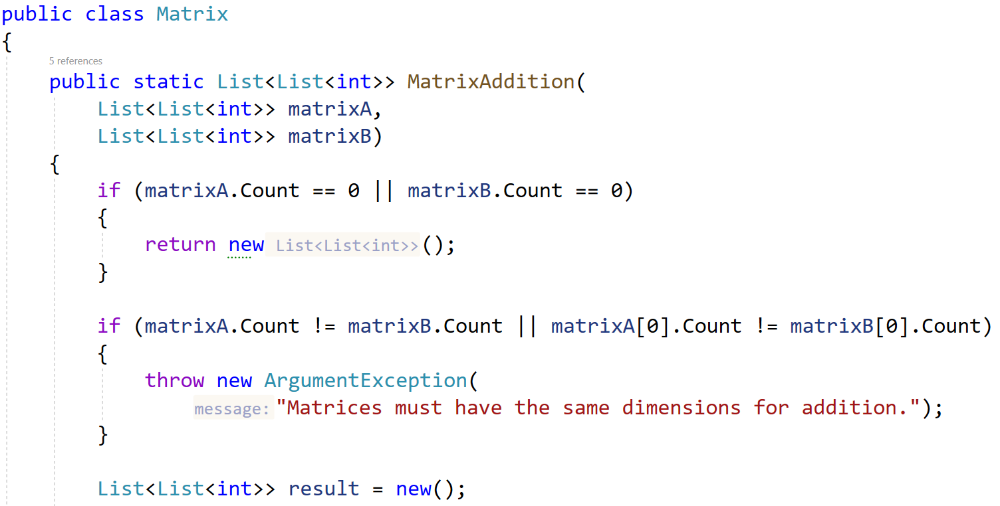 public class Matrix
{
5 references
public static List<List<int>> MatrixAddition(
List<List<int>> matrixA,
List<List<int>> matrixB)
{
if (matrixA.Count == 0 || matrixB.Count == 0)
{
return new List<List<int>>();
}
if (matrixA.Count != matrixB.Count || matrixA[0].Count != matrixB[0].Count)
{
throw new ArgumentException(
message: "Matrices must have the same dimensions for addition.");
}
List<List<int>> result = new();